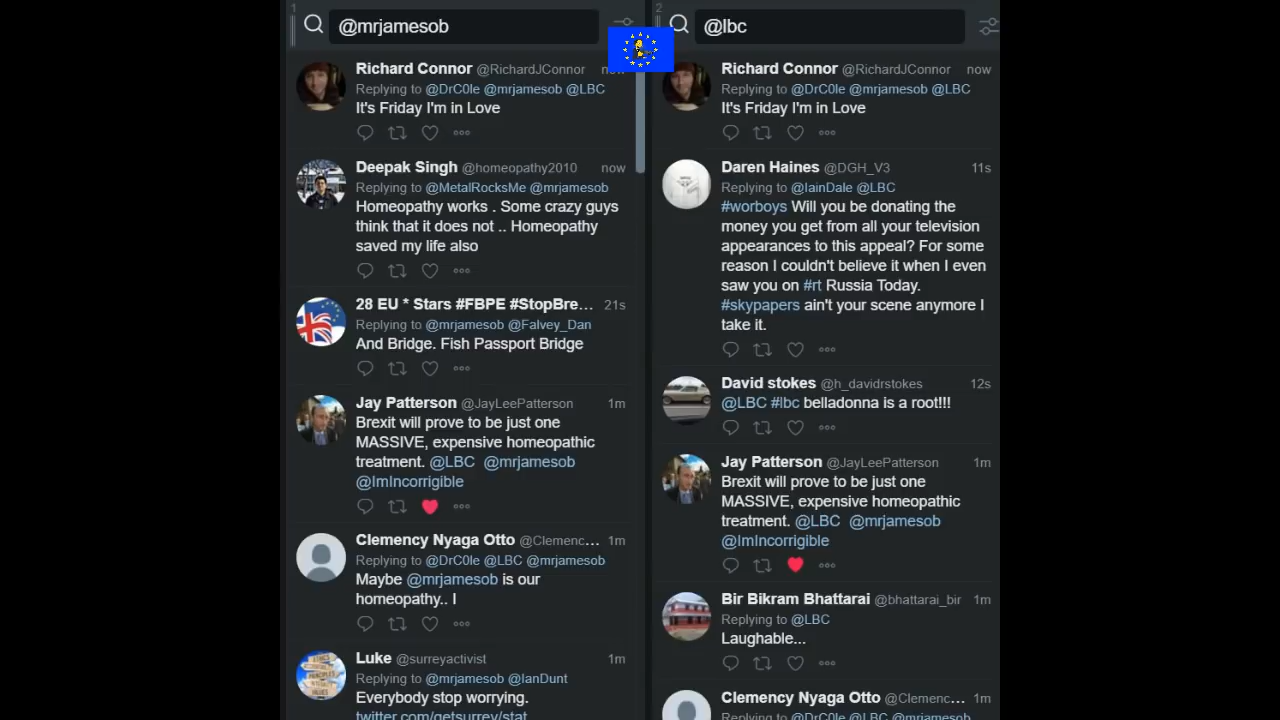 1
@mrjamesob
Richard Connor @RichardJConnor now
Replying to @DrC0le @mrjamesob @LBC
It's Friday I'm in Love
Deepak Singh @homeopathy2010 now
Replying to @MetalRocksMe @mrjamesob
Homeopathy works . Some crazy guys
think that it does not .. Homeopathy
saved my life also
28 EU * Stars #FBPE #StopBre... 21s
Replying to @mrjamesob @Falvey_Dan
And Bridge. Fish Passport Bridge
Jay Patterson @JayLeePatterson 1m
Brexit will prove to be just one
MASSIVE, expensive homeopathic
treatment. @LBC @mrjamesob
@ImIncorrigible
Clemency Nyaga Otto @Clemenc... 1m
Replying to @DrC0le @LBC @mrjamesob
Maybe @mrjamesob is our
homeopathy.. I
Luke @surreyactivist 1m
Replying to @mrjamesob @IanDunt
Everybody stop worrying.
twitter.com/getsurrey/stat
2
@lbc
Richard Connor @RichardJConnor now
Replying to @DrC0le @mrjamesob @LBC
It's Friday I'm in Love
Daren Haines @DGH_V3 11s
Replying to @IainDale @LBC
#worboys Will you be donating the
money you get from all your television
appearances to this appeal? For some
reason I couldn't believe it when I even
saw you on #rt Russia Today.
#skypapers ain't your scene anymore I
take it.
David stokes @h_davidrstokes 12s
@LBC #lbc belladonna is a root!!!
Jay Patterson @JayLeePatterson 1m
Brexit will prove to be just one
MASSIVE, expensive homeopathic
treatment. @LBC @mrjamesob
@ImIncorrigible
Bir Bikram Bhattarai @bhattarai_bir 1m
Replying to @LBC
Laughable...
Clemency Nyaga Otto @Clemenc... 1m
Replying to @DrC0le @LBC @mrjamesob